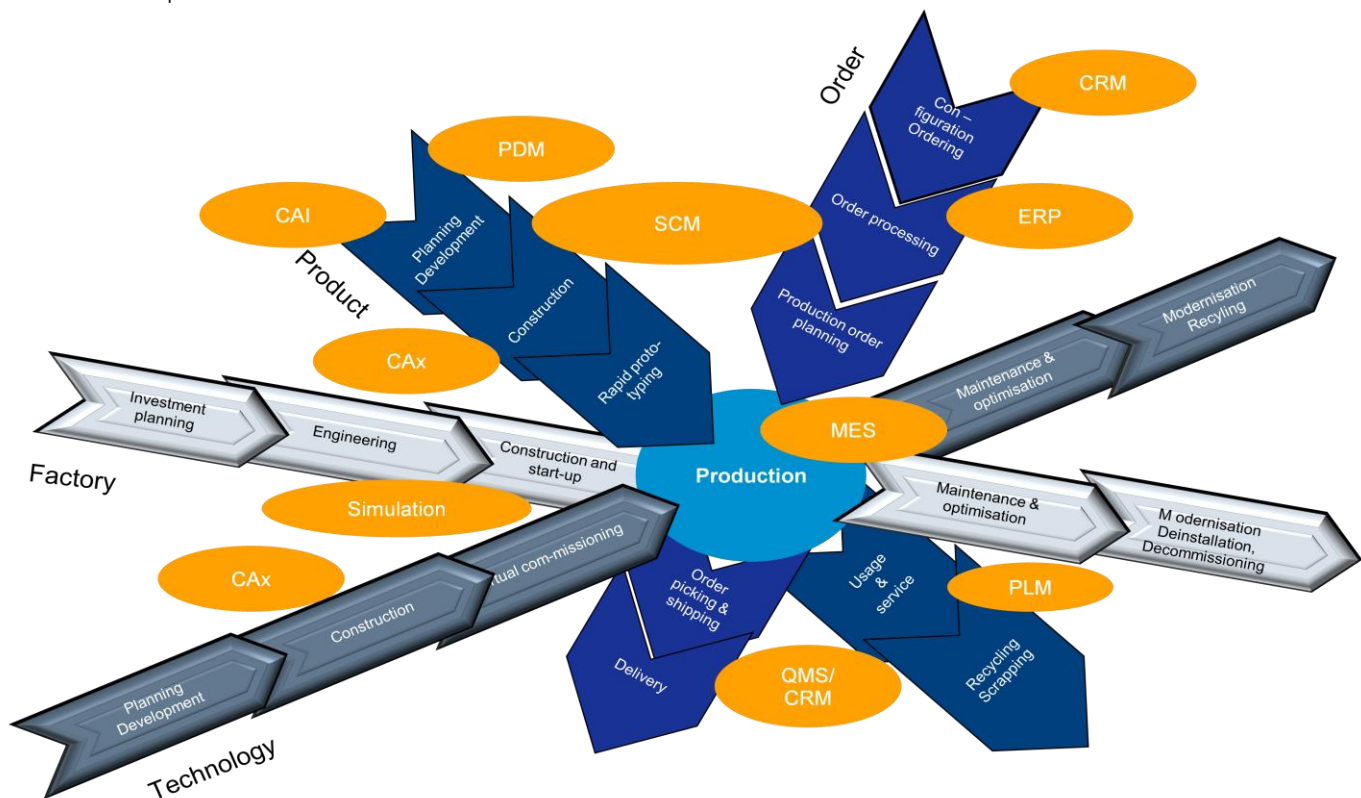 Order
Con –
figuration
Ordering
CRM
PDM
CAI
SCM
ERP
Planning
Development
Product
Order processing
Construction
Production order
planning
Modernisation
Recyling
CAx
Rapid proto-
typing
Maintenance &
optimisation
Investment
planning
Engineering
Construction and
start-up
Factory
MES
Production
Simulation
Maintenance &
optimisation
M odernisation
Deinstallation,
Decommissioning
CAx
tual com-missioning
Construction
Order
picking &
shipping
Usage
&
service
PLM
Planning
Development
Delivery
QMS/
CRM
Recycling
Scrapping
Technology